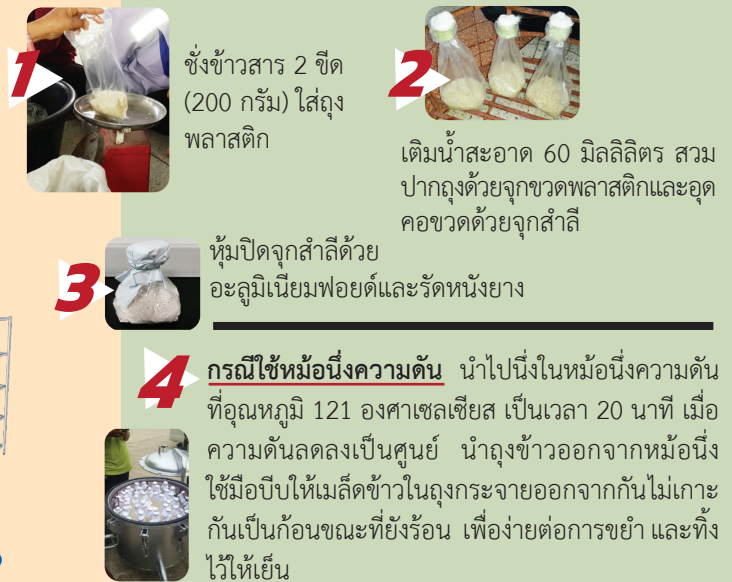 1
ชั่งข้าวสาร 2 ขีด
(200 กรัม) ใส่ถุง
พลาสติก
2
เติมน้ำสะอาด 60 มิลลิลิตร สวม
ปากถุงด้วยจุกขวดพลาสติกและอุด
คอขวดด้วยจุกสำลี
3
หุ้มปิดจุกสำลีด้วย
อะลูมิเนียมฟอยด์และรัดหนังยาง
4
กรณีใช้หม้อนึ่งความดัน นำไปนึ่งในหม้อนึ่งความดัน
ที่อุณหภูมิ 121 องศาเซลเซียส เป็นเวลา 20 นาที เมื่อ
ความดันลดลงเป็นศูนย์ นำถุงข้าวออกจากหม้อนึ่ง
ใช้มือบีบให้เมล็ดข้าวในถุงกระจายออกจากกันไม่เกาะ
กันเป็นก้อนขณะที่ยังร้อน เพื่อง่ายต่อการขยำ และทิ้ง
ไว้ให้เย็น